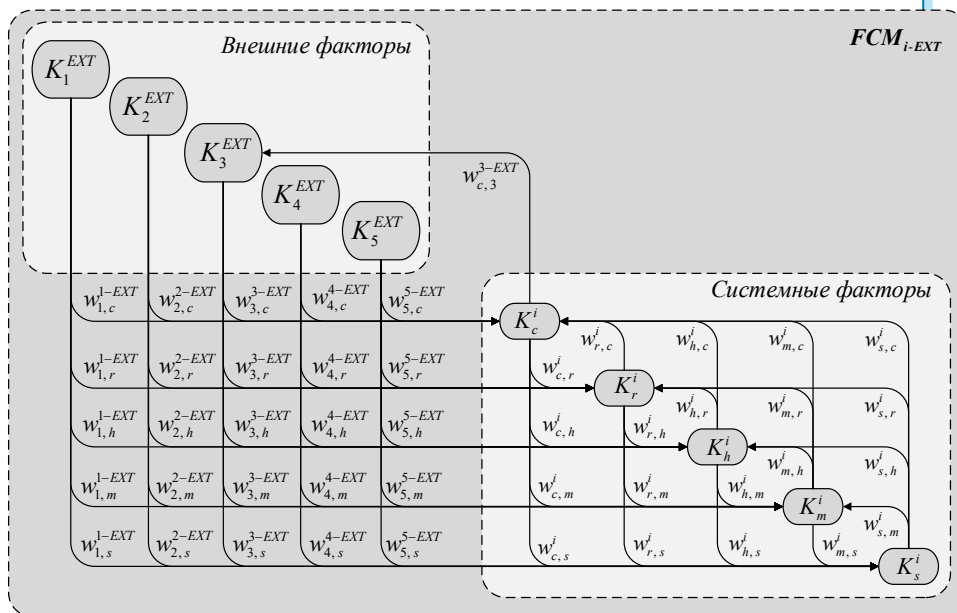 Внешние факторы
FCM_{i-EXT}
K_1^{EXT}
K_2^{EXT}
K_3^{EXT}
K_4^{EXT}
K_5^{EXT}
w_{c,3}^{3-EXT}
Системные факторы
w_{1,c}^{1-EXT} w_{2,c}^{2-EXT} w_{3,c}^{3-EXT} w_{4,c}^{4-EXT} w_{5,c}^{5-EXT} K_c^i w_{r,c}^i w_{h,c}^i w_{m,c}^i w_{s,c}^i
w_{1,r}^{1-EXT} w_{2,r}^{2-EXT} w_{3,r}^{3-EXT} w_{4,r}^{4-EXT} w_{5,r}^{5-EXT} w_{c,r}^i K_r^i w_{h,r}^i w_{m,r}^i w_{s,r}^i
w_{1,h}^{1-EXT} w_{2,h}^{2-EXT} w_{3,h}^{3-EXT} w_{4,h}^{4-EXT} w_{5,h}^{5-EXT} w_{c,h}^i w_{r,h}^i K_h^i w_{m,h}^i w_{s,h}^i
w_{1,m}^{1-EXT} w_{2,m}^{2-EXT} w_{3,m}^{3-EXT} w_{4,m}^{4-EXT} w_{5,m}^{5-EXT} w_{c,m}^i w_{r,m}^i w_{h,m}^i K_m^i w_{s,m}^i
w_{1,s}^{1-EXT} w_{2,s}^{2-EXT} w_{3,s}^{3-EXT} w_{4,s}^{4-EXT} w_{5,s}^{5-EXT} w_{c,s}^i w_{r,s}^i w_{h,s}^i w_{m,s}^i K_s^i